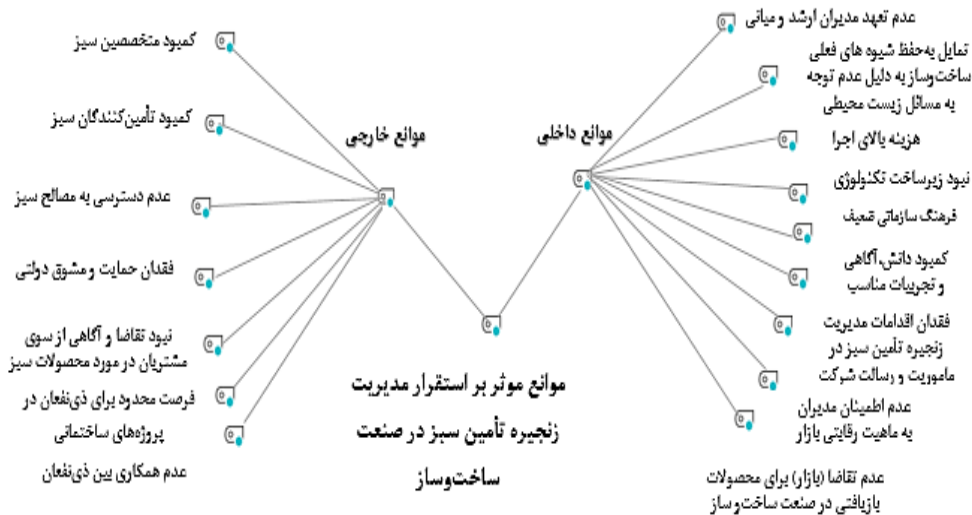 عدم تعهد مدیران ارشد و میانی
تمایل به‌حفظ شیوه های فعلی
ساخت‌وساز به دلیل عدم توجه
به مسائل زیست محیطی
هزینه بالای اجرا
نبود زیرساخت تکنولوژی
فرهنگ سازمانی ضعیف
کمبود دانش،آگاهی
و تجربیات مناسب
فقدان اقدامات مدیریت
زنجیره تأمین سبز در
ماموریت و رسالت شرکت
عدم اطمینان مدیران
به ماهیت رقابتی بازار
عدم تقاضا (بازار) برای محصولات
بازیافتی در صنعت ساخت‌و‌ساز
موانع داخلی
موانع خارجی
کمبود متخصصین سبز
کمبود تأمین‌کنندگان سبز
عدم دسترسی به مصالح سبز
فقدان حمایت و مشوق دولتی
نبود تقاضا و آگاهی از سوی
مشتریان در مورد محصولات سبز
فرصت محدود برای ذی‌نفعان در
پروژه‌های ساختمانی
عدم همکاری بین ذی‌نفعان
موانع موثر بر استقرار مدیریت
زنجیره تأمین سبز در صنعت
ساخت‌وساز